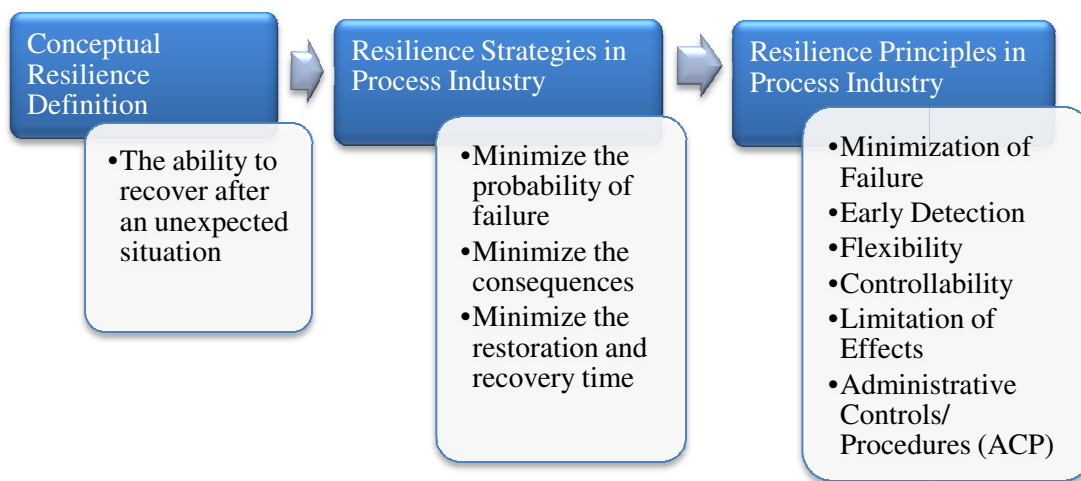 Conceptual
Resilience
Definition
•The ability to
recover after
an unexpected
situation
Resilience Strategies in
Process Industry
•Minimize the
probability of
failure
•Minimize the
consequences
•Minimize the
restoration and
recovery time
Resilience Principles in
Process Industry
•Minimization of
Failure
•Early Detection
•Flexibility
•Controllability
•Limitation of
Effects
•Administrative
Controls/
Procedures (ACP)